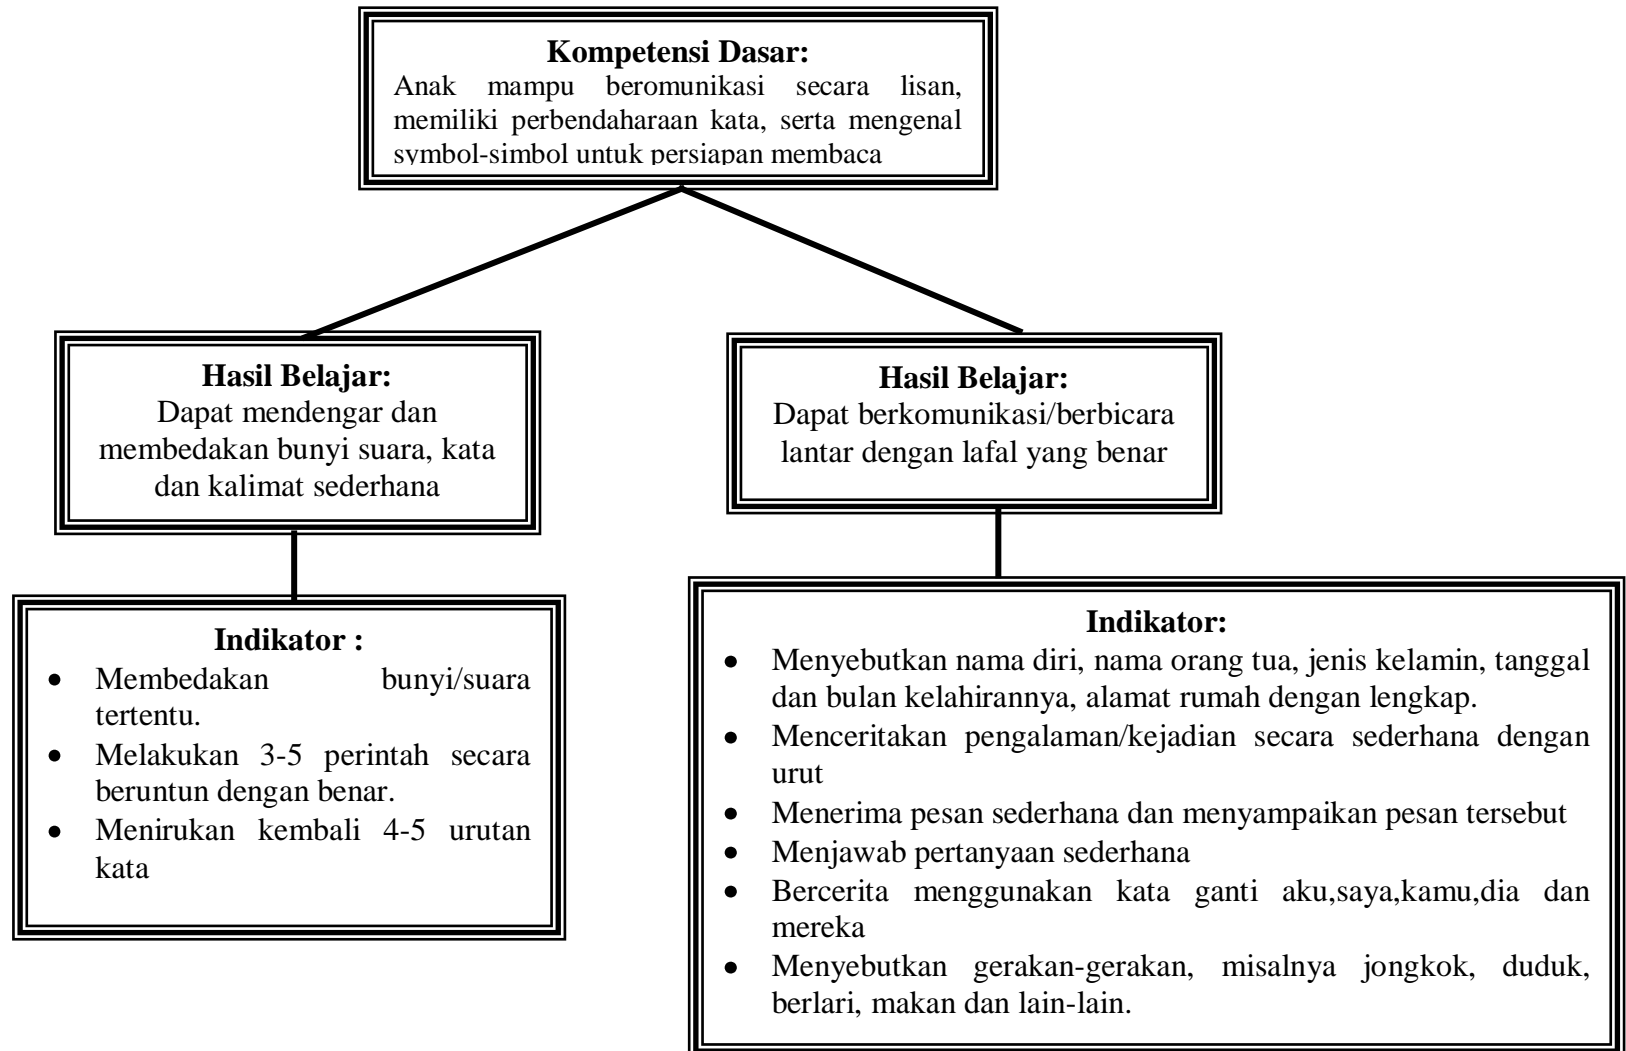 Kompetensi Dasar:
Anak mampu beromunikasi secara lisan,
memiliki perbendaharaan kata, serta mengenal
symbol-simbol untuk persiapan membaca
Hasil Belajar:
Dapat mendengar dan
membedakan bunyi suara, kata
dan kalimat sederhana
Hasil Belajar:
Dapat berkomunikasi/berbicara
lantar dengan lafal yang benar
Indikator :
• Membedakan bunyi/suara
tertentu.
• Melakukan 3-5 perintah secara
beruntun dengan benar.
• Menirukan kembali 4-5 urutan
kata
Indikator:
• Menyebutkan nama diri, nama orang tua, jenis kelamin, tanggal
dan bulan kelahirannya, alamat rumah dengan lengkap.
• Menceritakan pengalaman/kejadian secara sederhana dengan
urut
• Menerima pesan sederhana dan menyampaikan pesan tersebut
• Menjawab pertanyaan sederhana
• Bercerita menggunakan kata ganti aku,saya,kamu,dia dan
mereka
• Menyebutkan gerakan-gerakan, misalnya jongkok, duduk,
berlari, makan dan lain-lain.